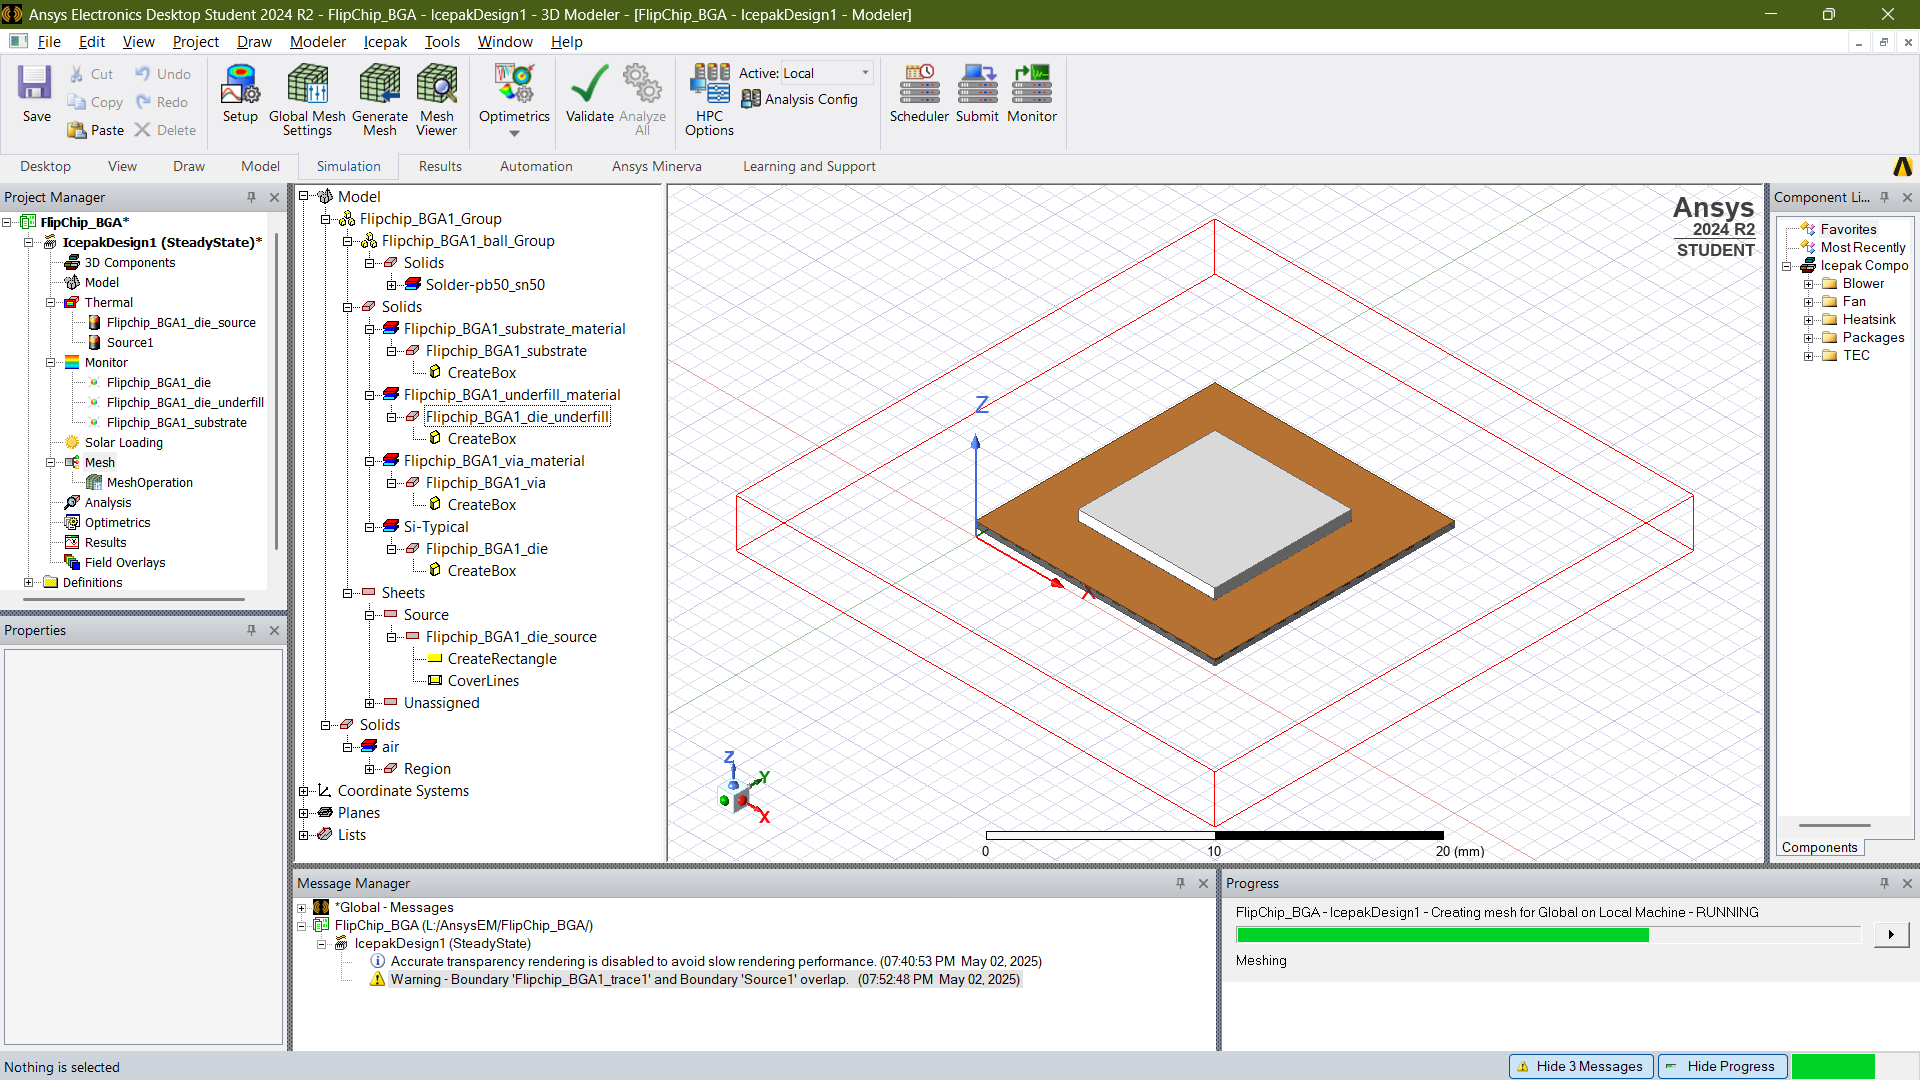 Ansys Electronics Desktop Student 2024 R2 - FlipChip_BGA - IcepakDesign1 - 3D Modeler - [FlipChip_BGA - IcepakDesign1 - Modeler]
File Edit View Project Draw Modeler Icepak Tools Window Help
Save
Cut
Copy
Paste
Undo
Redo
Delete
Setup
Global Mesh
Settings
Generate
Mesh
Mesh
Viewer
Optimetrics
Validate
Analyze
All
HPC
Options
Active: Local
Analysis Config
Scheduler
Submit
Monitor
Desktop View Draw Model Simulation Results Automation Ansys Minerva Learning and Support
Project Manager
FlipChip_BGA*
IcepakDesign1 (SteadyState)*
3D Components
Model
Thermal
Flipchip_BGA1_die_source
Source1
Monitor
Flipchip_BGA1_die
Flipchip_BGA1_die_underfill
Flipchip_BGA1_substrate
Solar Loading
Mesh
MeshOperation
Analysis
Optimetrics
Results
Field Overlays
Definitions
Properties
Model
Flipchip_BGA1_Group
Flipchip_BGA1_ball_Group
Solids
Solder-pb50_sn50
Solids
Flipchip_BGA1_substrate_material
Flipchip_BGA1_substrate
CreateBox
Flipchip_BGA1_underfill_material
Flipchip_BGA1_die_underfill
CreateBox
Flipchip_BGA1_via_material
Flipchip_BGA1_via
CreateBox
Si-Typical
Flipchip_BGA1_die
CreateBox
Sheets
Source
Flipchip_BGA1_die_source
CreateRectangle
CoverLines
Unassigned
Solids
air
Region
Coordinate Systems
Planes
Lists
Ansys
2024 R2
STUDENT
Z
X
Z
Y
X
0 10 20 (mm)
Component Li...
Favorites
Most Recently
Icepak Compo
Blower
Fan
Heatsink
Packages
TEC
Components
Message Manager
*Global - Messages
FlipChip_BGA (L:/AnsysEM/FlipChip_BGA/)
IcepakDesign1 (SteadyState)
Accurate transparency rendering is disabled to avoid slow rendering performance. (07:40:53 PM May 02, 2025)
Warning - Boundary 'Flipchip_BGA1_trace1' and Boundary 'Source1' overlap. (07:52:48 PM May 02, 2025)
Progress
FlipChip_BGA - IcepakDesign1 - Creating mesh for Global on Local Machine - RUNNING
Meshing
Nothing is selected
Hide 3 Messages
Hide Progress